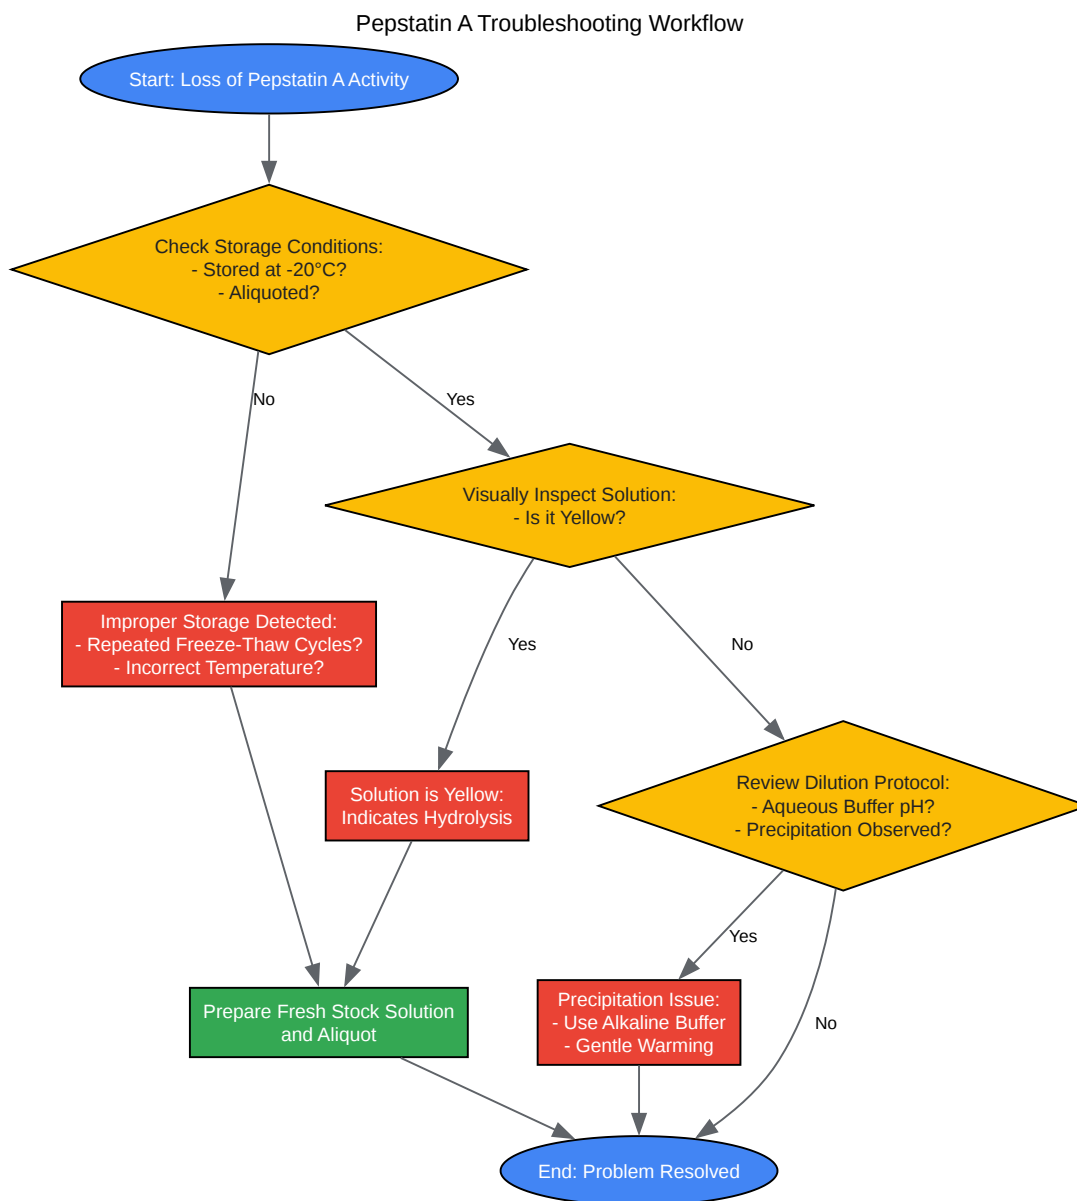 Pepstatin A Troubleshooting Workflow
Start: Loss of Pepstatin A Activity
Check Storage Conditions:
- Stored at -20°C?
- Aliquoted?
No
Yes
Visually Inspect Solution:
- Is it Yellow?
Improper Storage Detected:
- Repeated Freeze-Thaw Cycles?
- Incorrect Temperature?
Yes
No
Solution is Yellow:
Indicates Hydrolysis
Review Dilution Protocol:
- Aqueous Buffer pH?
- Precipitation Observed?
Yes
No
Prepare Fresh Stock Solution
and Aliquot
Precipitation Issue:
- Use Alkaline Buffer
- Gentle Warming
End: Problem Resolved